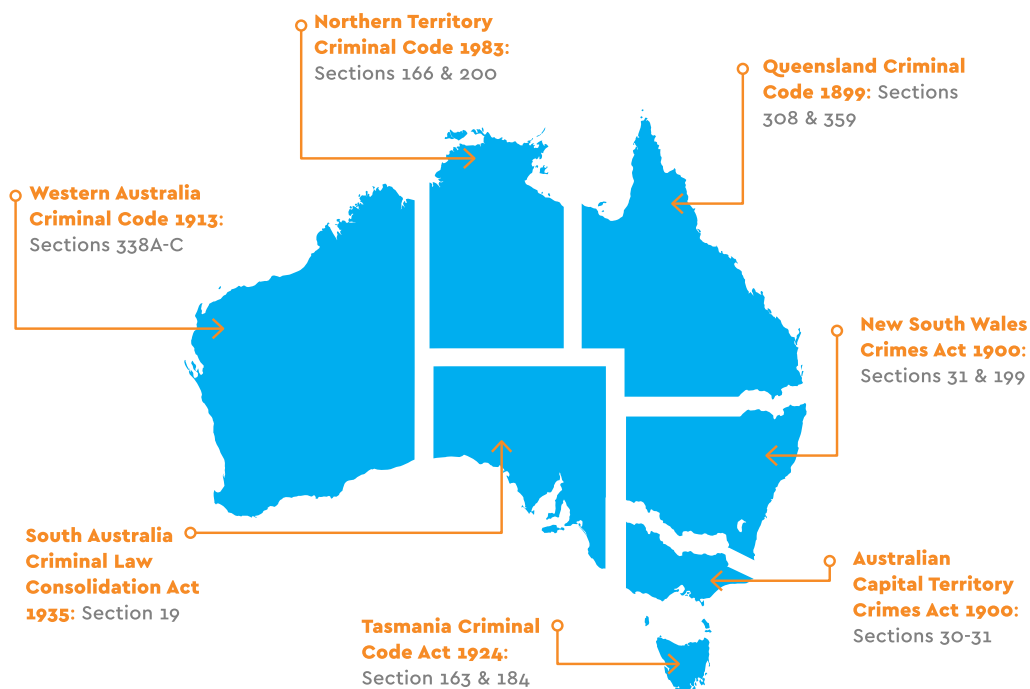 Northern Territory
Criminal Code 1983:
Sections 166 & 200
Queensland Criminal
Code 1899: Sections
308 & 359
Western Australia
Criminal Code 1913:
Sections 338A-C
New South Wales
Crimes Act 1900:
Sections 31 & 199
South Australia
Criminal Law
Consolidation Act
1935: Section 19
Australian
Capital Territory
Crimes Act 1900:
Sections 30-31
Tasmania Criminal
Code Act 1924:
Section 163 & 184